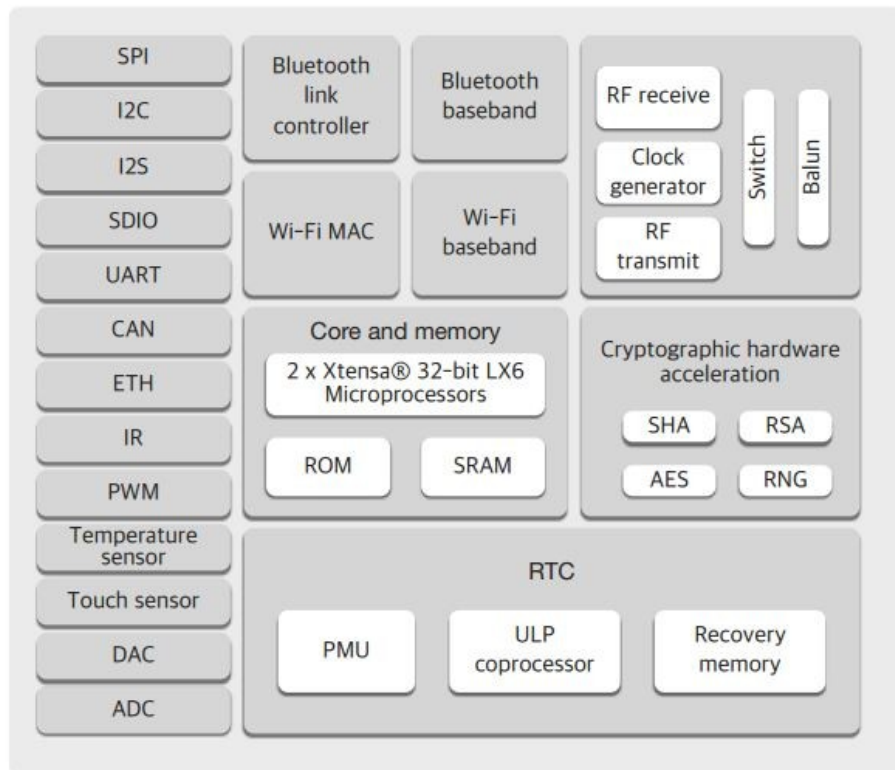 SPI
I2C
I2S
SDIO
UART
CAN
ETH
IR
PWM
Temperature
sensor
Touch sensor
DAC
ADC
Bluetooth
link
controller
Bluetooth
baseband
Wi-Fi MAC
Wi-Fi
baseband
RF receive
Clock
generator
RF
transmit
Switch
Balun
Core and memory
2 x Xtensa® 32-bit LX6
Microprocessors
ROM
SRAM
Cryptographic hardware
acceleration
SHA
RSA
AES
RNG
RTC
PMU
ULP
coprocessor
Recovery
memory